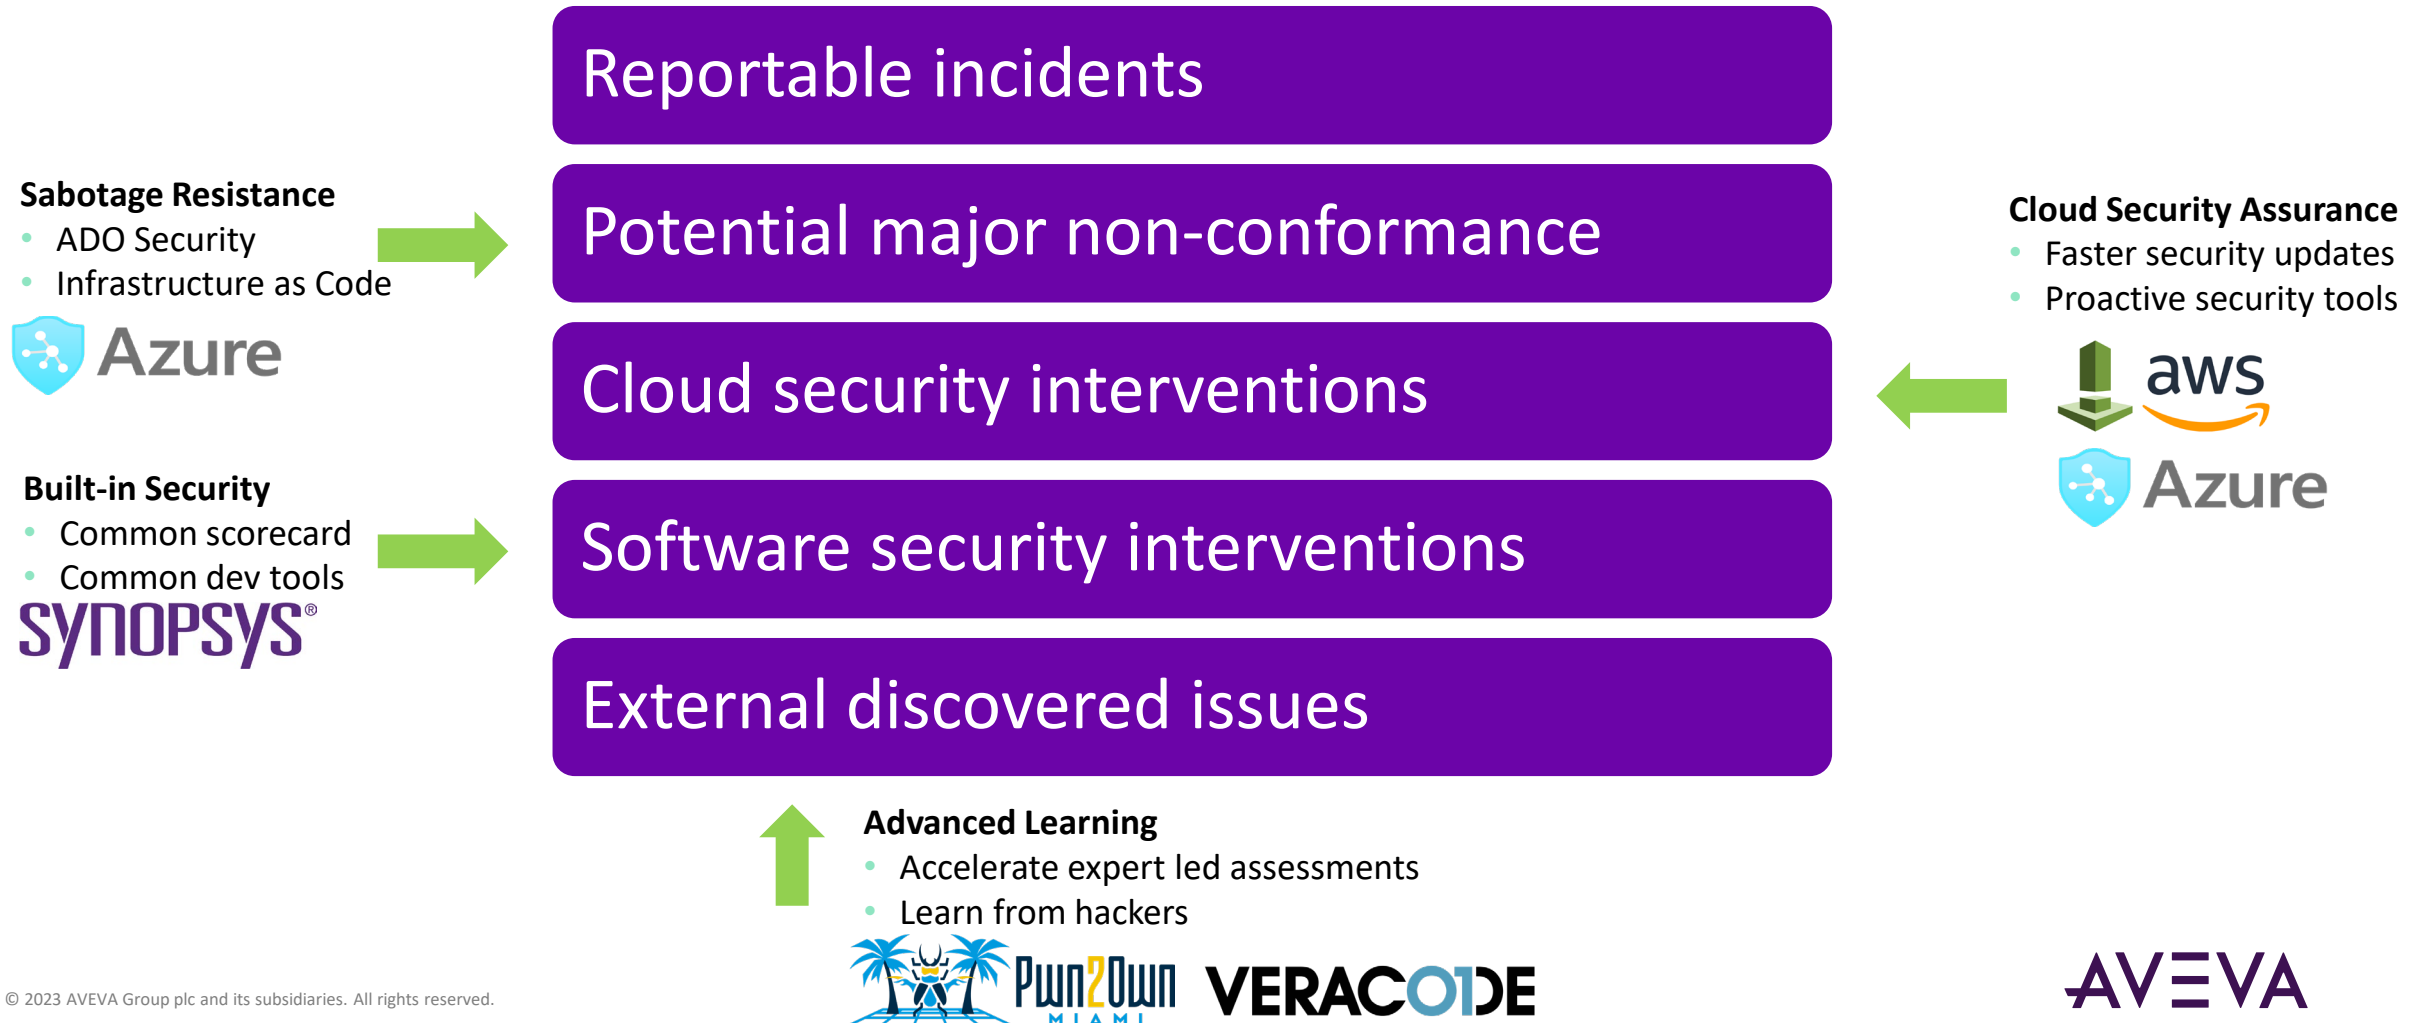 Reportable incidents
Potential major non-conformance
Cloud security interventions
Software security interventions
External discovered issues
Sabotage Resistance
• ADO Security
• Infrastructure as Code
Azure
Built-in Security
• Common scorecard
• Common dev tools
SYNOPSYS®
Cloud Security Assurance
• Faster security updates
• Proactive security tools
aws
Azure
Advanced Learning
• Accelerate expert led assessments
• Learn from hackers
Pwn2Own
MIAMI
VERACODE
© 2023 AVEVA Group plc and its subsidiaries. All rights reserved.
AVEVA